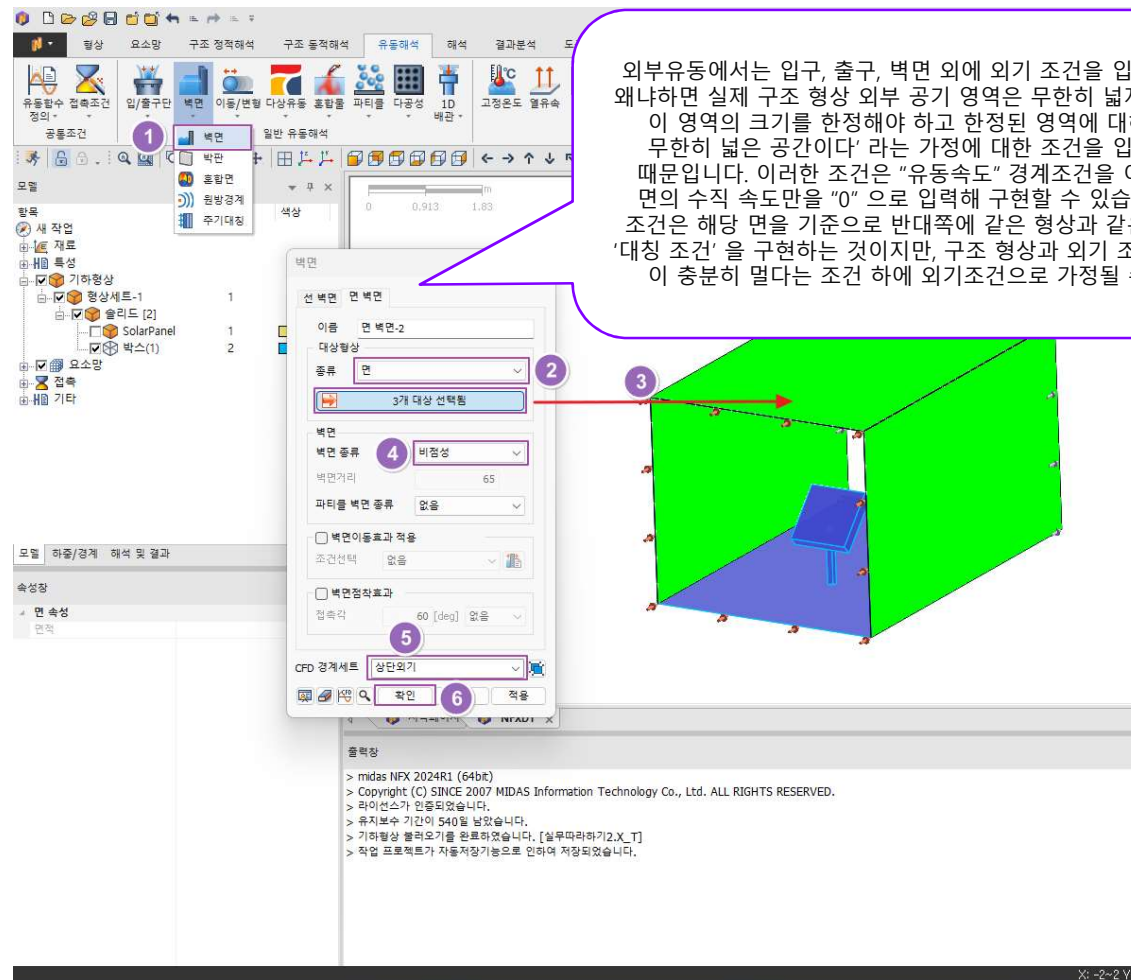 형상 요소망 구조 정적해석 구조 동적해석 유동해석 해석 결과분석
유동함수 접촉조건 입/출구단 벽면 이동/변형 다상유동 혼합물 파티클 다공성 1D 고정온도 열유속
정의 배관
공통조건 일반 유동해석
1
벽면
박판
혼합면
원방경계
주기대칭
외부유동에서는 입구, 출구, 벽면 외에 외기 조건을 입
왜냐하면 실제 구조 형상 외부 공기 영역은 무한히 넓지
이 영역의 크기를 한정해야 하고 한정된 영역에 대
무한히 넓은 공간이다’ 라는 가정에 대한 조건을 입
때문입니다. 이러한 조건은 “유동속도” 경계조건을 이
면의 수직 속도만을 “0” 으로 입력해 구현할 수 있습
조건은 해당 면을 기준으로 반대쪽에 같은 형상과 같은
‘대칭 조건’ 을 구현하는 것이지만, 구조 형상과 외기 조
이 충분히 멀다는 조건 하에 외기조건으로 가정될 수
모델
항목 색상
새 작업
재료
특성
기하형상
형상세트-1 1
솔리드 [2]
SolarPanel 1
박스(1) 2
요소망
접촉
기타
m
0 0.913 1.83
벽면
선 벽면 면 벽면
이름 면 벽면-2
대상형상
종류 면
2
3개 대상 선택됨
3
벽면
벽면 종류 4 비점성
벽면거리 65
파티클 벽면 종류 없음
벽면이동효과 적용
조건선택 없음
벽면점착효과
접촉각 60 [deg] 없음
5
CFD 경계세트 상단외기
확인 6 적용
모델 하중/경계 해석 및 결과
속성창
면 속성
면적
출력창
> midas NFX 2024R1 (64bit)
> Copyright (C) SINCE 2007 MIDAS Information Technology Co., Ltd. ALL RIGHTS RESERVED.
> 라이선스가 인증되었습니다.
> 유지보수 기간이 540일 남았습니다.
> 기하형상 불러오기를 완료하였습니다. [실무따라하기2.X_T]
> 작업 프로젝트가 자동저장기능으로 인하여 저장되었습니다.
X: -2~2 Y